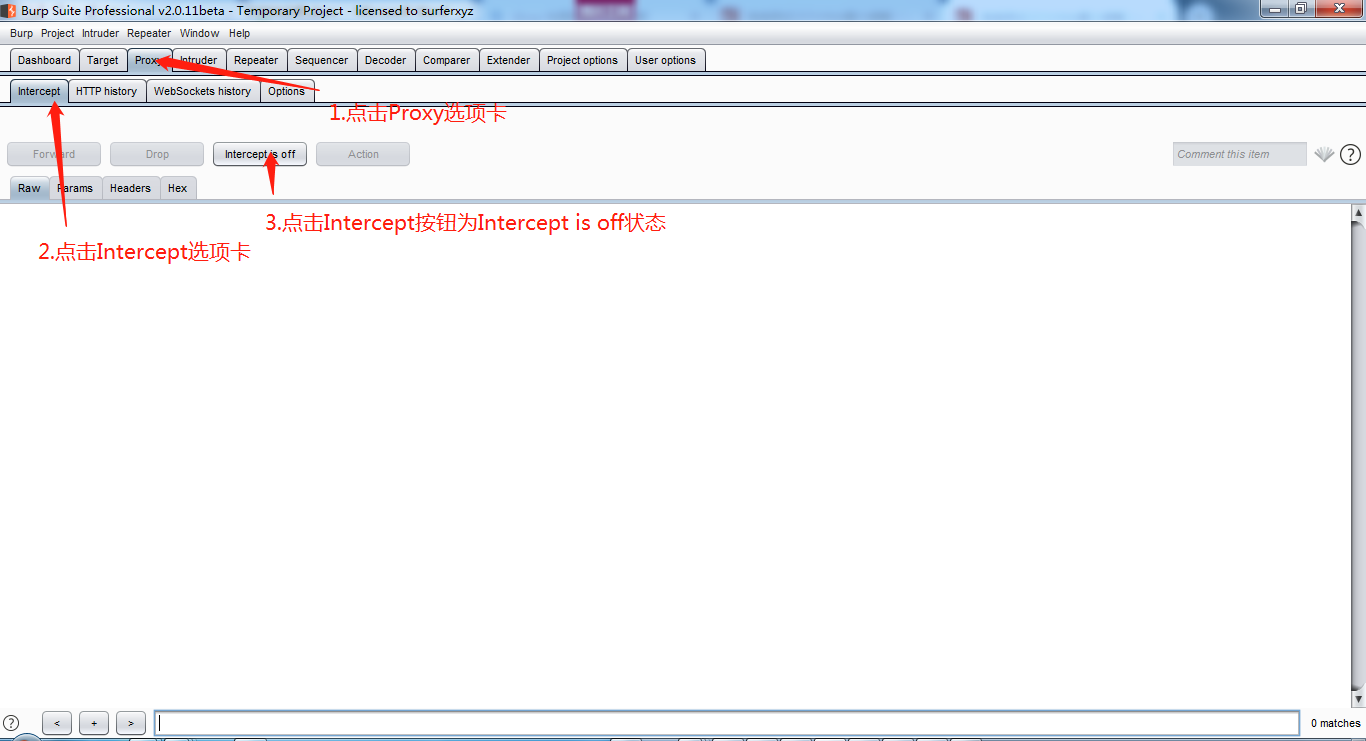 Burp Suite Professional v2.0.11beta - Temporary Project - licensed to surferxyz
Burp Project Intruder Repeater Window Help
Dashboard Target Proxy Intruder Repeater Sequencer Decoder Comparer Extender Project options User options
Intercept HTTP history WebSockets history Options
1.点击Proxy选项卡
Forward Drop Intercept is off Action Comment this item ?
Raw Params Headers Hex
3.点击Intercept按钮为Intercept is off状态
2.点击Intercept选项卡
? < + > 0 matches